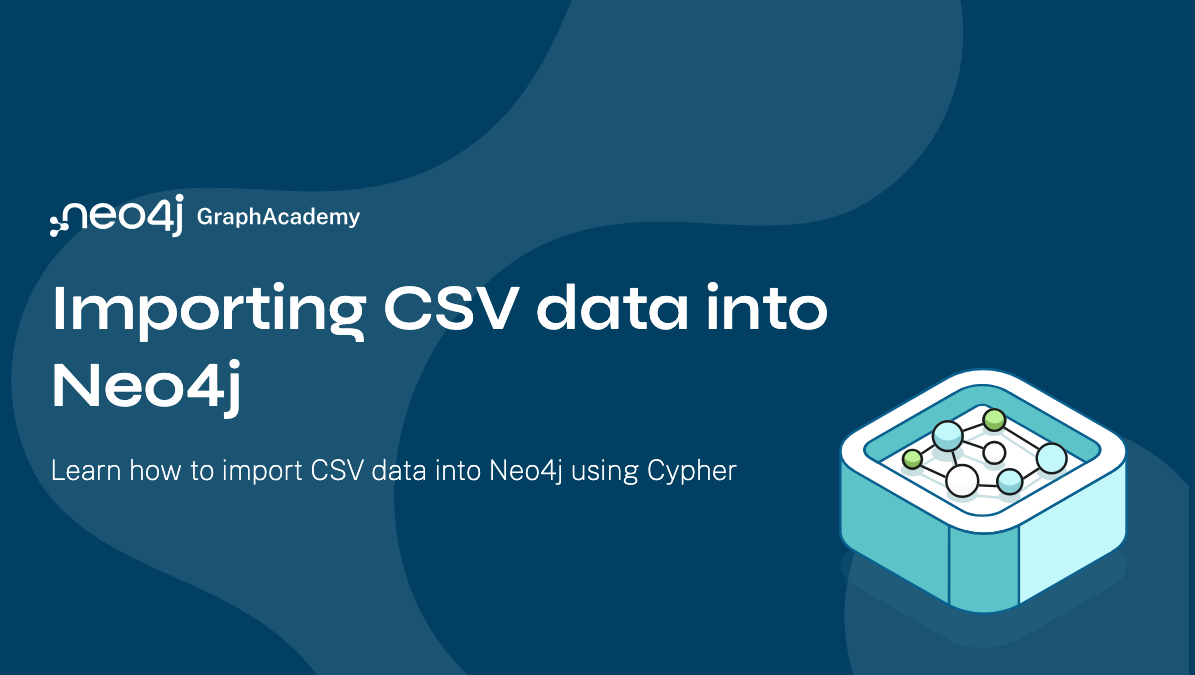 neo4j GraphAcademy
Importing CSV data into
Neo4j
Learn how to import CSV data into Neo4j using Cypher